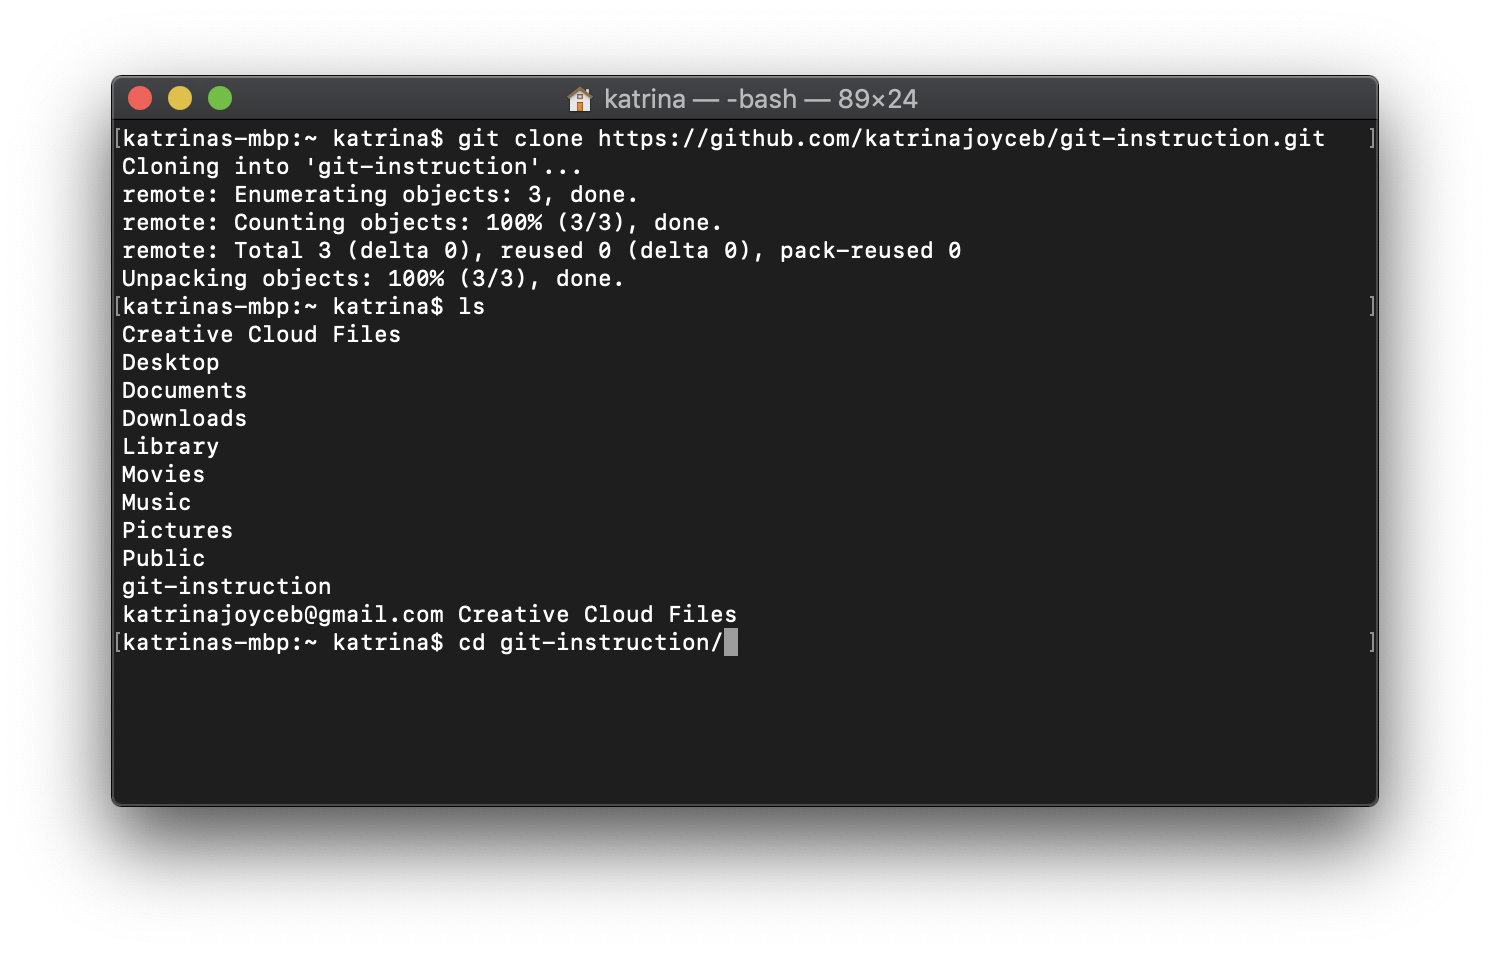 katrina — -bash — 89×24
[katrinas-mbp:~ katrina$ git clone https://github.com/katrinajoyceb/git-instruction.git ]
Cloning into 'git-instruction'...
remote: Enumerating objects: 3, done.
remote: Counting objects: 100% (3/3), done.
remote: Total 3 (delta 0), reused 0 (delta 0), pack-reused 0
Unpacking objects: 100% (3/3), done.
[katrinas-mbp:~ katrina$ ls ]
Creative Cloud Files
Desktop
Documents
Downloads
Library
Movies
Music
Pictures
Public
git-instruction
katrinajoyceb@gmail.com Creative Cloud Files
[katrinas-mbp:~ katrina$ cd git-instruction/ ]